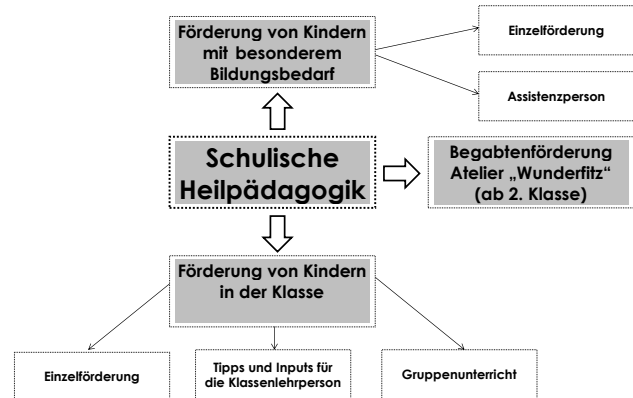 Förderung von Kindern
mit besonderem
Bildungsbedarf
Einzelförderung
Assistenzperson
Schulische
Heilpädagogik
Begabtenförderung
Atelier „Wunderfitz“
(ab 2. Klasse)
Förderung von Kindern
in der Klasse
Einzelförderung
Tipps und Inputs für
die Klassenlehrperson
Gruppenunterricht